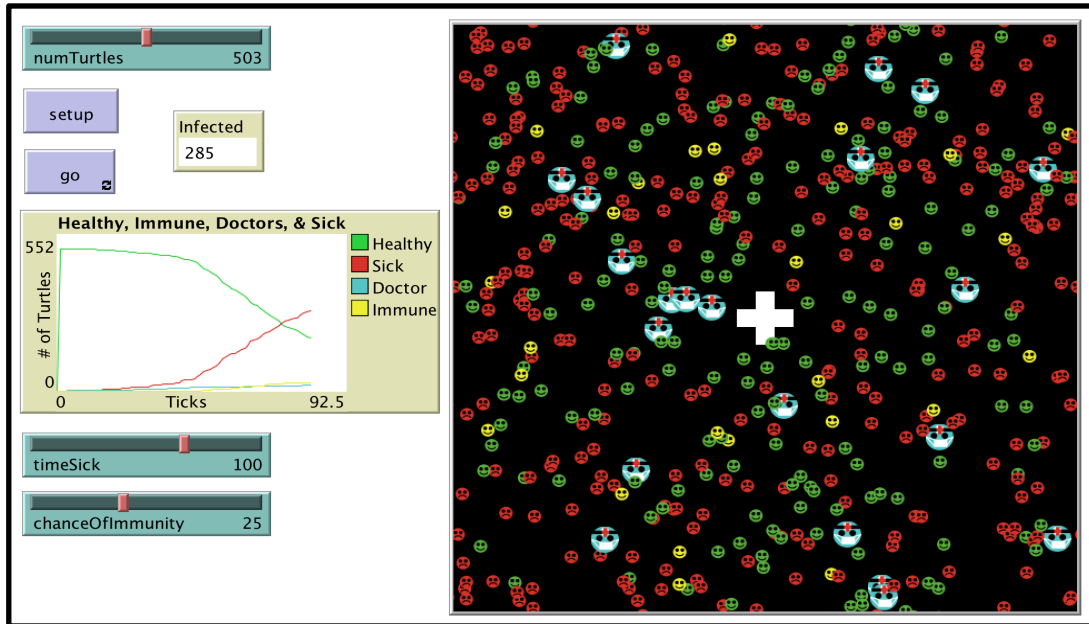 numTurtles 503
setup
Infected
285
go
Healthy, Immune, Doctors, & Sick
552
# of Turtles
0
0 Ticks 92.5
Healthy
Sick
Doctor
Immune
timeSick 100
chanceOfImmunity 25